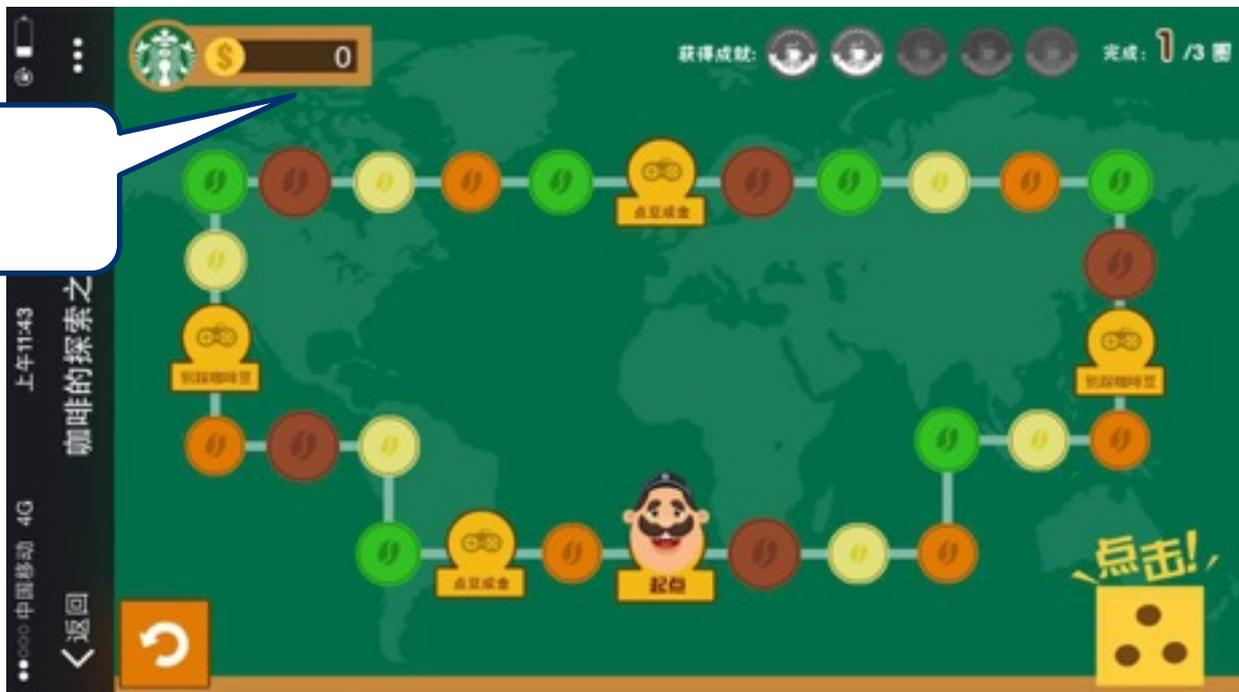 0
获得成就:
完成: 1 /3 圈
点豆成金
别踩咖啡豆
别踩咖啡豆
点豆成金
起点
点击!
上午11:43
咖啡的探索之
中国移动 4G
返回
$